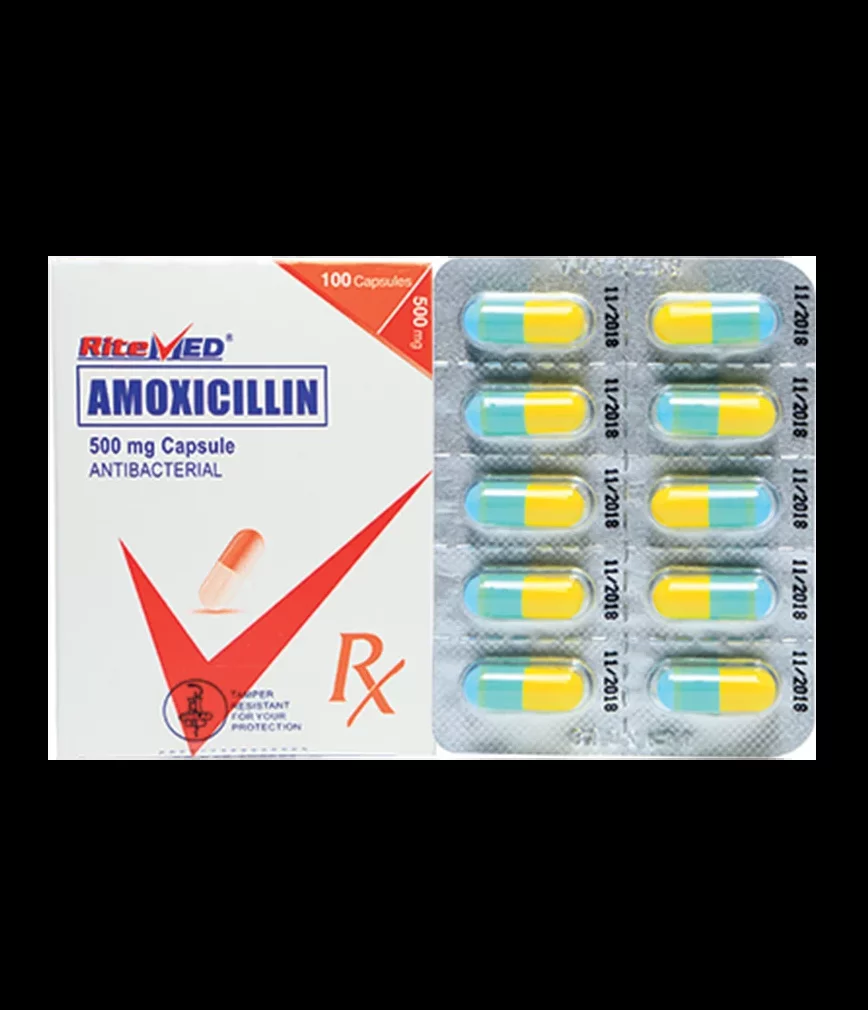 100 Capsules
500 mg
RiteMED®
AMOXICILLIN
500 mg Capsule
ANTIBACTERIAL
Rx
TAMPER
RESISTANT
FOR YOUR
PROTECTION
11/2018
11/2018
11/2018
11/2018
11/2018
11/2018
11/2018
11/2018
11/2018
11/2018